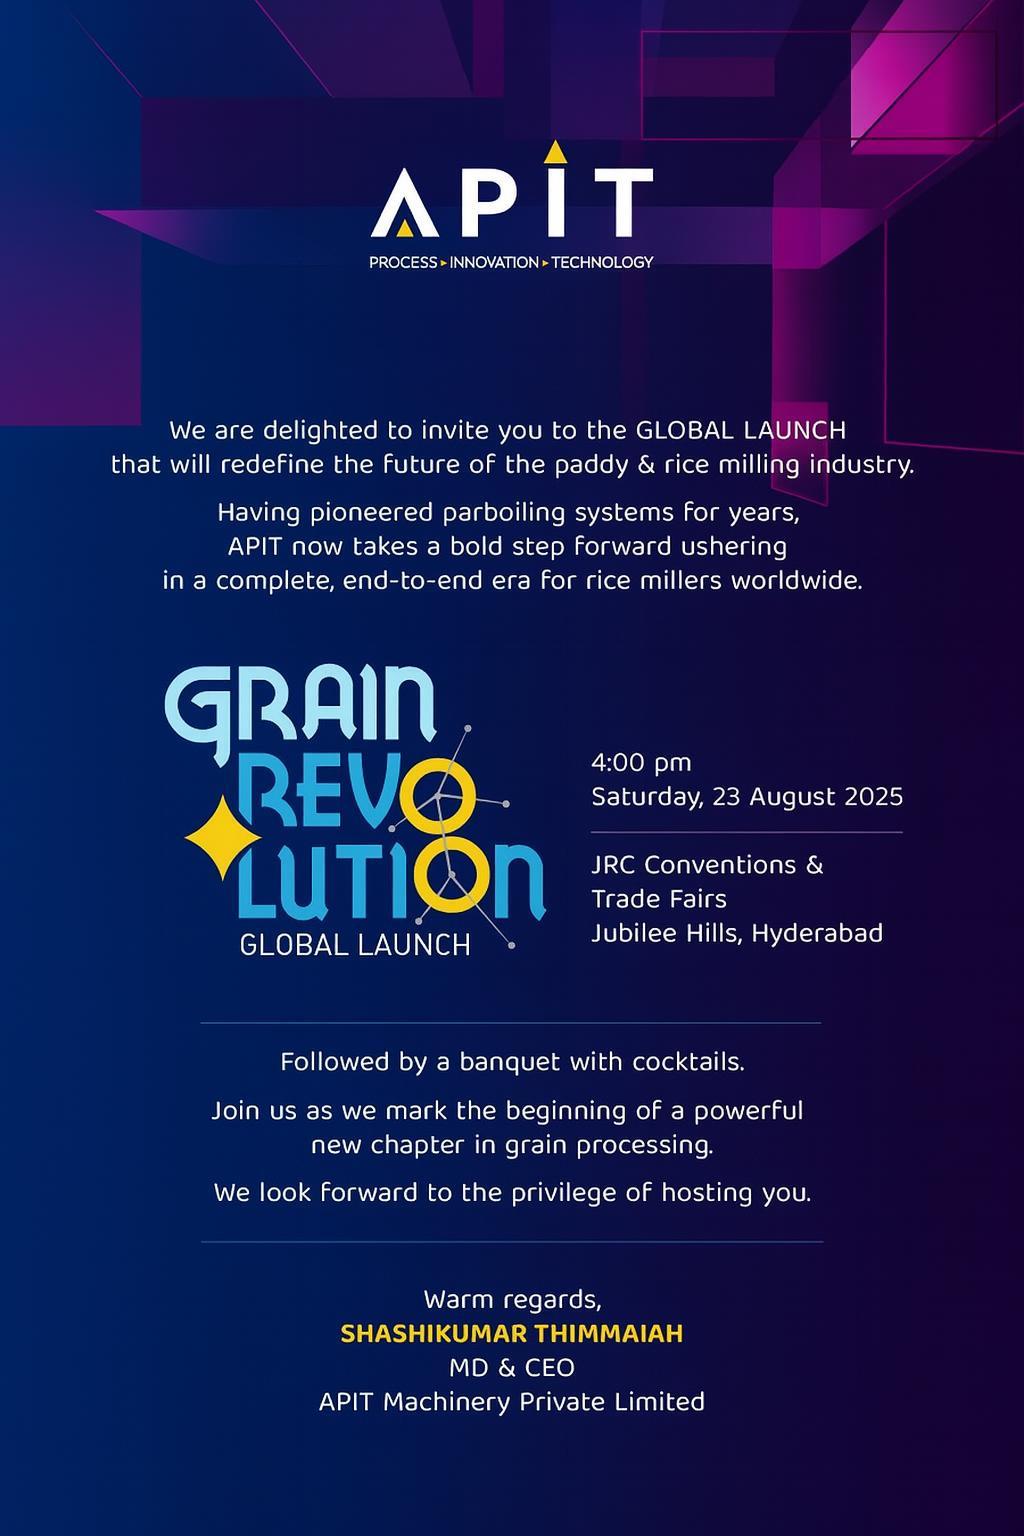 APIT
PROCESS ▸ INNOVATION ▸ TECHNOLOGY
We are delighted to invite you to the GLOBAL LAUNCH
that will redefine the future of the paddy & rice milling industry.
Having pioneered parboiling systems for years,
APIT now takes a bold step forward ushering
in a complete, end-to-end era for rice millers worldwide.
GRAIN
REVO
LUTION
GLOBAL LAUNCH
4:00 pm
Saturday, 23 August 2025
JRC Conventions &
Trade Fairs
Jubilee Hills, Hyderabad
Followed by a banquet with cocktails.
Join us as we mark the beginning of a powerful
new chapter in grain processing.
We look forward to the privilege of hosting you.
Warm regards,
SHASHIKUMAR THIMMAIAH
MD & CEO
APIT Machinery Private Limited